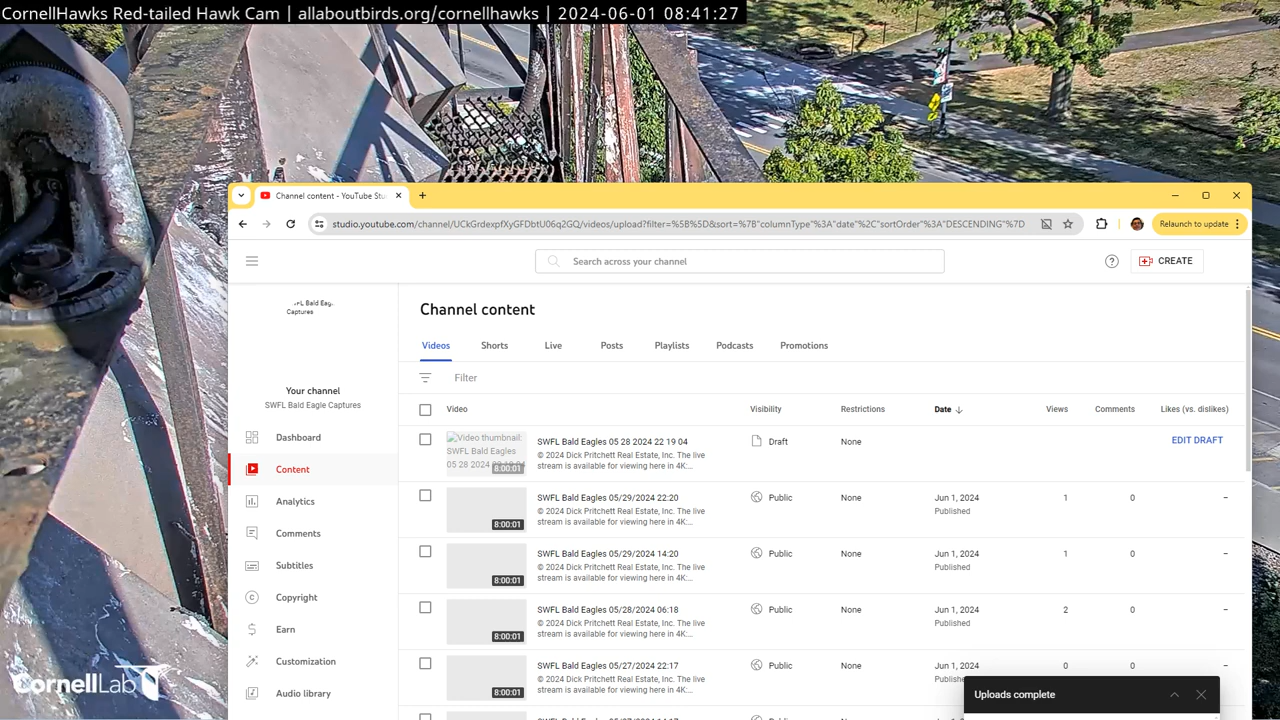 CornellHawks Red-tailed Hawk Cam | allaboutbirds.org/cornellhawks | 2024-06-01 08:41:27
Channel content - YouTube Stu
studio.youtube.com/channel/UCkGrdexpfXyGFDbtU06q2GQ/videos/upload?filter=%5B%5D&sort=%7B"columnType"%3A"date"%2C"sortOrder"%3A"DESCENDING"%7D
Relaunch to update
Search across your channel
CREATE
SWFL Bald Eag.
Captures
Your channel
SWFL Bald Eagle Captures
Dashboard
Content
Analytics
Comments
Subtitles
Copyright
Earn
Customization
Audio library
Channel content
Videos Shorts Live Posts Playlists Podcasts Promotions
Filter
Video Visibility Restrictions Date Views Comments Likes (vs. dislikes)
Video thumbnail:
SWFL Bald Eagles
05 28 2024
8:00:01
SWFL Bald Eagles 05 28 2024 22 19 04
© 2024 Dick Pritchett Real Estate, Inc. The live
stream is available for viewing here in 4K:...
Draft None EDIT DRAFT
8:00:01
SWFL Bald Eagles 05/29/2024 22:20
© 2024 Dick Pritchett Real Estate, Inc. The live
stream is available for viewing here in 4K:...
Public None Jun 1, 2024 1 0 –
Published
8:00:01
SWFL Bald Eagles 05/29/2024 14:20
© 2024 Dick Pritchett Real Estate, Inc. The live
stream is available for viewing here in 4K:...
Public None Jun 1, 2024 1 0 –
Published
8:00:01
SWFL Bald Eagles 05/28/2024 06:18
© 2024 Dick Pritchett Real Estate, Inc. The live
stream is available for viewing here in 4K:...
Public None Jun 1, 2024 2 0 –
Published
8:00:01
SWFL Bald Eagles 05/27/2024 22:17
© 2024 Dick Pritchett Real Estate, Inc. The live
stream is available for viewing here in 4K:...
Public None Jun 1, 2024 0 0 –
Uploads complete
CornellLab